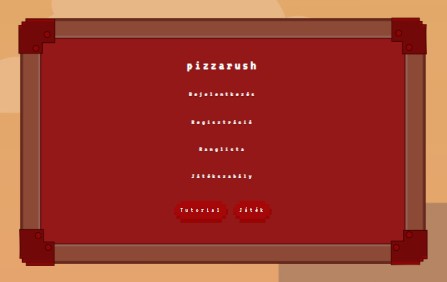 pizzarush
Bejelentkezés
Regisztráció
Ranglista
Játékszabály
Tutorial Játék